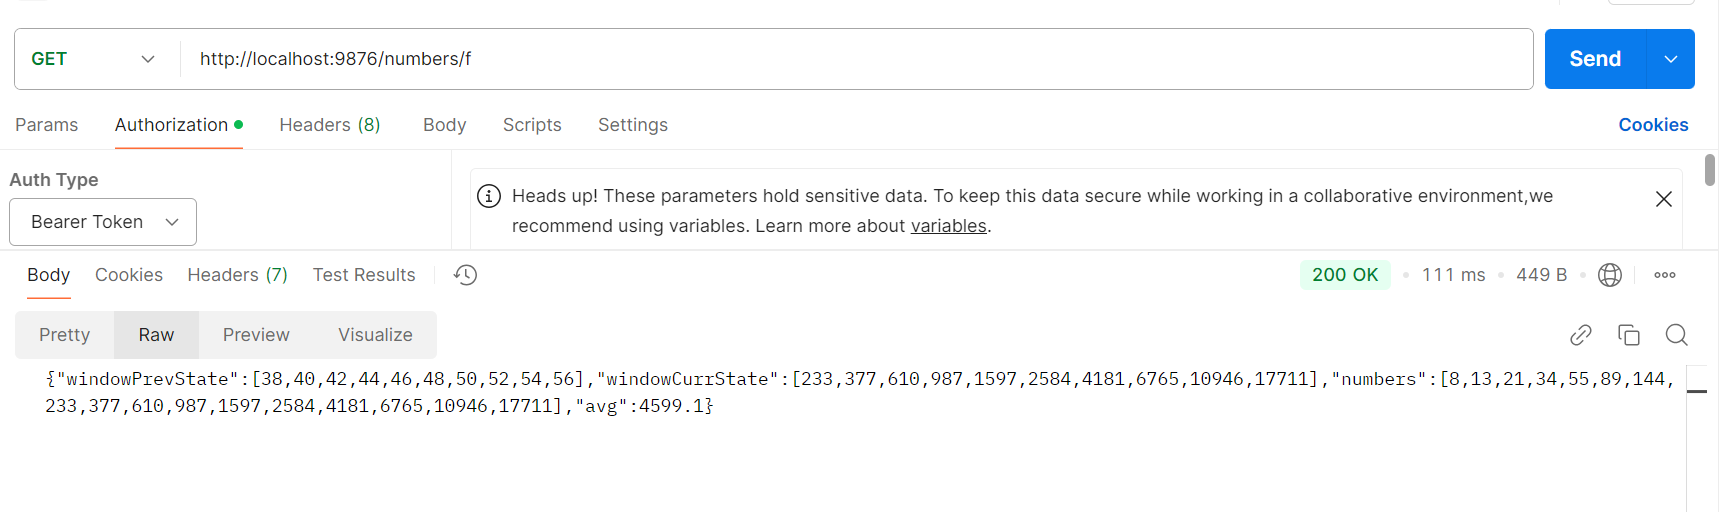 GET http://localhost:9876/numbers/f Send
Params Authorization Headers (8) Body Scripts Settings Cookies
Auth Type
Bearer Token
Heads up! These parameters hold sensitive data. To keep this data secure while working in a collaborative environment,we
recommend using variables. Learn more about variables.
Body Cookies Headers (7) Test Results 200 OK 111 ms 449 B
Pretty Raw Preview Visualize
{"windowPrevState":[38,40,42,44,46,48,50,52,54,56],"windowCurrState":[233,377,610,987,1597,2584,4181,6765,10946,17711],"numbers":[8,13,21,34,55,89,144,
233,377,610,987,1597,2584,4181,6765,10946,17711],"avg":4599.1}